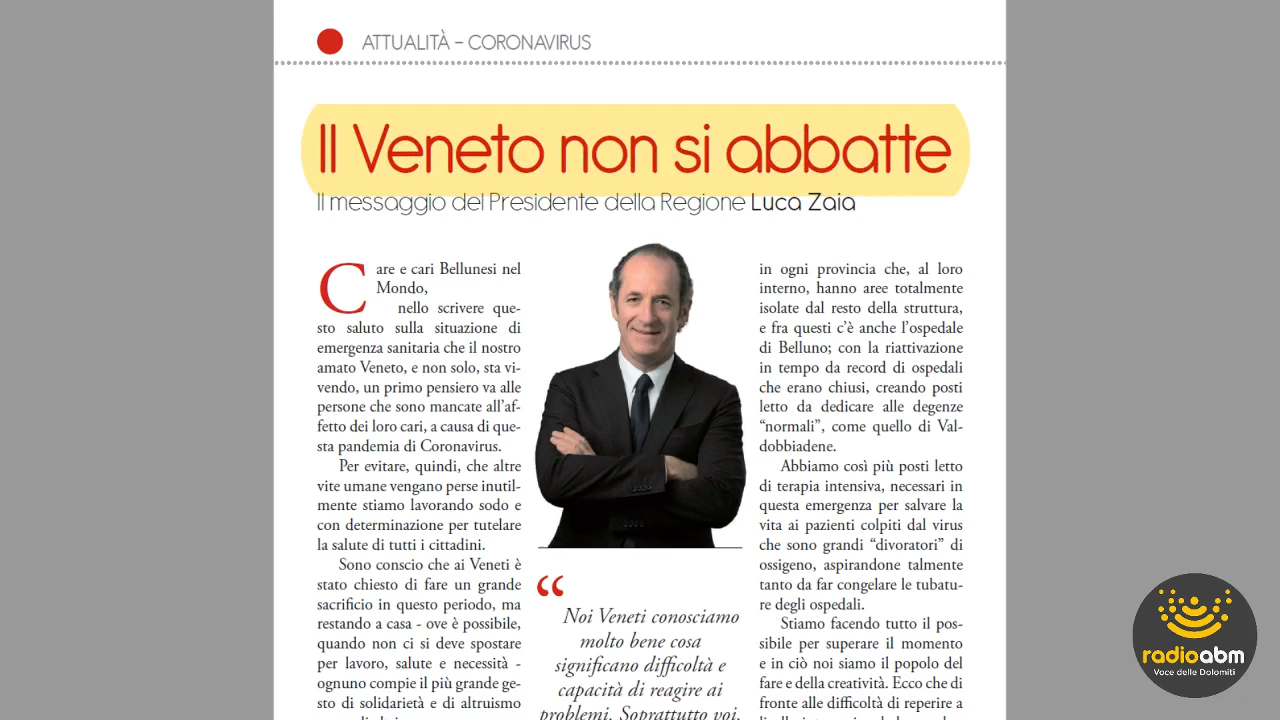 ATTUALITÀ – CORONAVIRUS
Il Veneto non si abbatte
Il messaggio del Presidente della Regione Luca Zaia
Care e cari Bellunesi nel
Mondo,
nello scrivere que-
sto saluto sulla situazione di
emergenza sanitaria che il nostro
amato Veneto, e non solo, sta vi-
vendo, un primo pensiero va alle
persone che sono mancate all’af-
fetto dei loro cari, a causa di que-
sta pandemia di Coronavirus.
Per evitare, quindi, che altre
vite umane vengano perse inutil-
mente stiamo lavorando sodo e
con determinazione per tutelare
la salute di tutti i cittadini.
Sono conscio che ai Veneti è
stato chiesto di fare un grande
sacrificio in questo periodo, ma
restando a casa - ove è possibile,
quando non ci si deve spostare
per lavoro, salute e necessità -
ognuno compie il più grande ge-
sto di solidarietà e di altruismo
“
Noi Veneti conosciamo
molto bene cosa
significano difficoltà e
capacità di reagire ai
problemi. Soprattutto voi,
in ogni provincia che, al loro
interno, hanno aree totalmente
isolate dal resto della struttura,
e fra questi c’è anche l’ospedale
di Belluno; con la riattivazione
in tempo da record di ospedali
che erano chiusi, creando posti
letto da dedicare alle degenze
“normali”, come quello di Val-
dobbiadene.
Abbiamo così più posti letto
di terapia intensiva, necessari in
questa emergenza per salvare la
vita ai pazienti colpiti dal virus
che sono grandi “divoratori” di
ossigeno, aspirandone talmente
tanto da far congelare le tubatu-
re degli ospedali.
Stiamo facendo tutto il pos-
sibile per superare il momento
e in ciò noi siamo il popolo del
fare e della creatività. Ecco che di
fronte alle difficoltà di reperire a
radioabm
Voce delle Dolomiti